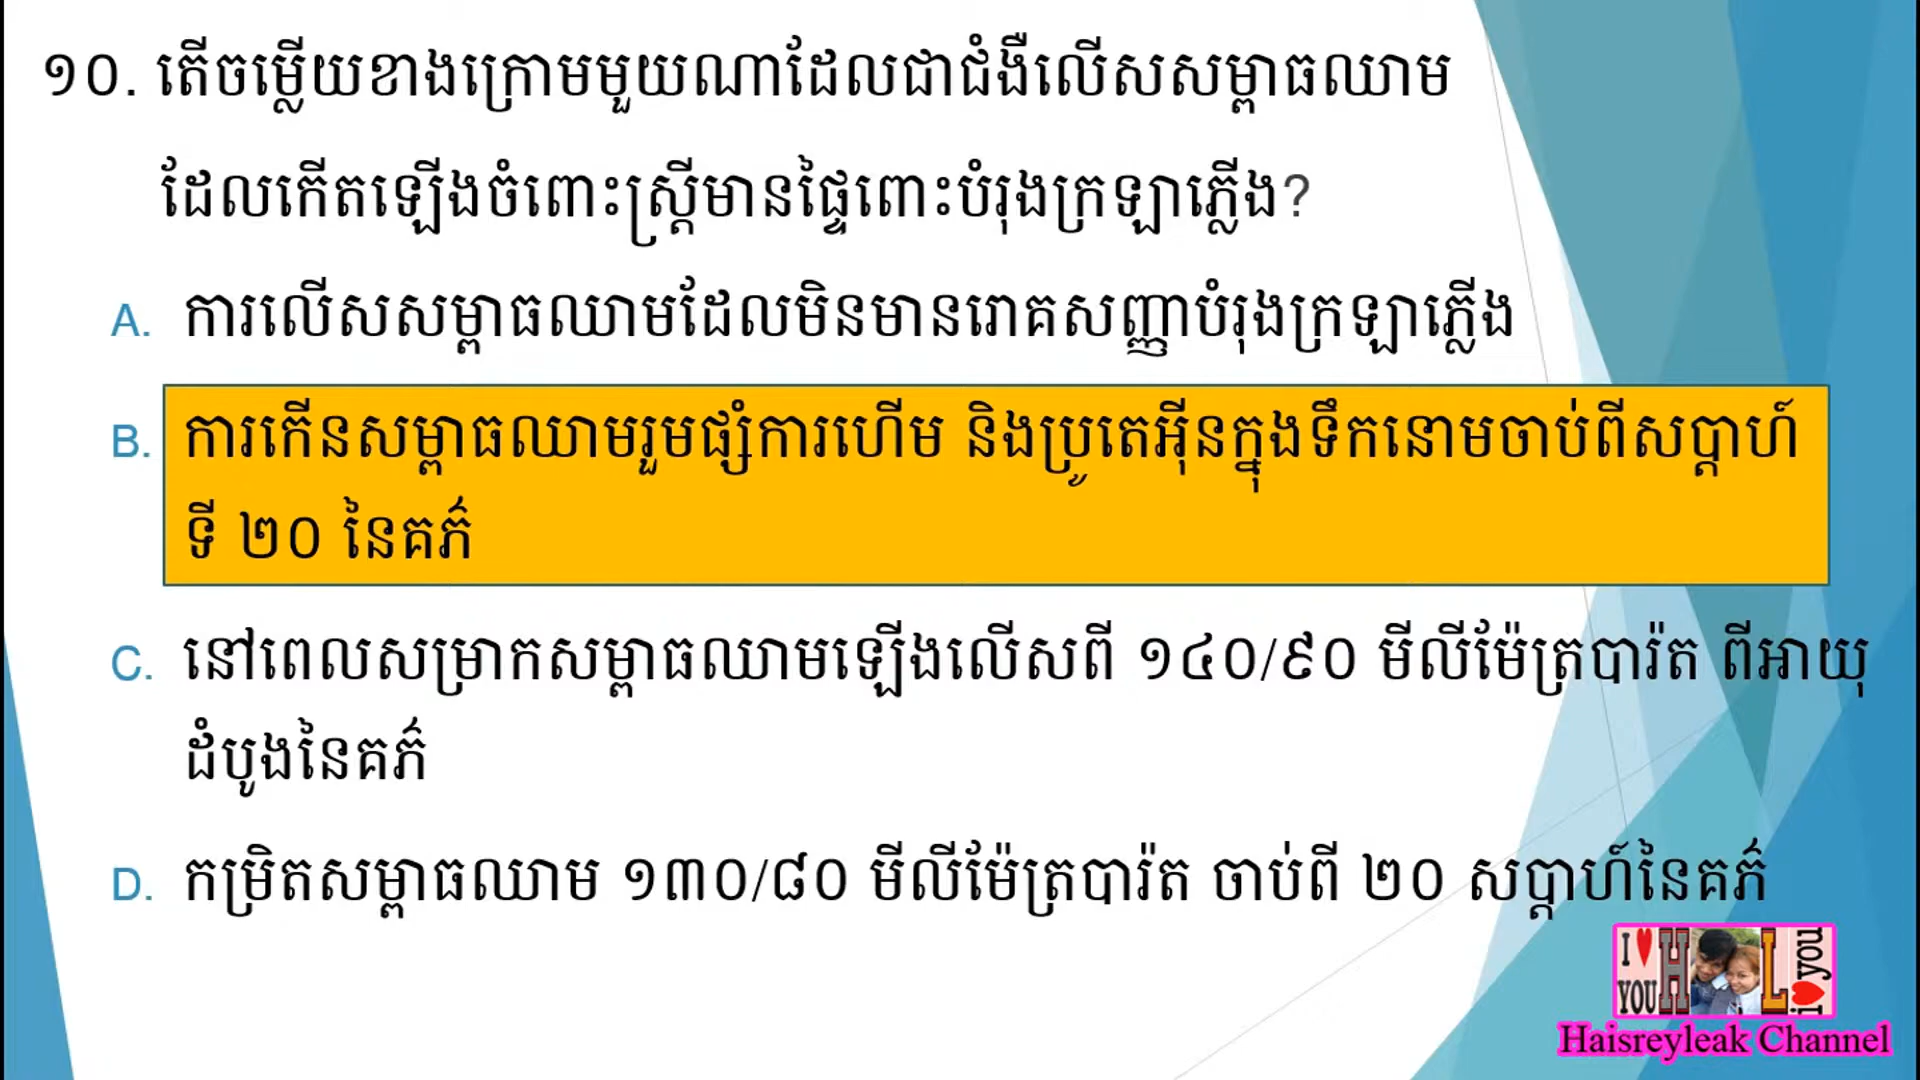 ១០. តើចម្លើយខាងក្រោមមួយណាដែលជាជំងឺលើសសម្ពាធឈាម
ដែលកើតឡើងចំពោះស្ត្រីមានផ្ទៃពោះបំរុងក្រឡាភ្លើង?
A. ការលើសសម្ពាធឈាមដែលមិនមានរោគសញ្ញាបំរុងក្រឡាភ្លើង
B. ការកើនសម្ពាធឈាមរួមផ្សំការហើម និងប្រូតេអ៊ីនក្នុងទឹកនោមចាប់ពីសប្តាហ៍
ទី ២០ នៃគភ៌
C. នៅពេលសម្រាកសម្ពាធឈាមឡើងលើសពី ១៤០/៩០ មីលីម៉ែត្របារ៉ត ពីអាយុ
ដំបូងនៃគភ៌
D. កម្រិតសម្ពាធឈាម ១៣០/៨០ មីលីម៉ែត្របារ៉ត ចាប់ពី ២០ សប្តាហ៍នៃគភ៌
I ♥ YOU H L i ♥ you
Haisreyleak Channel